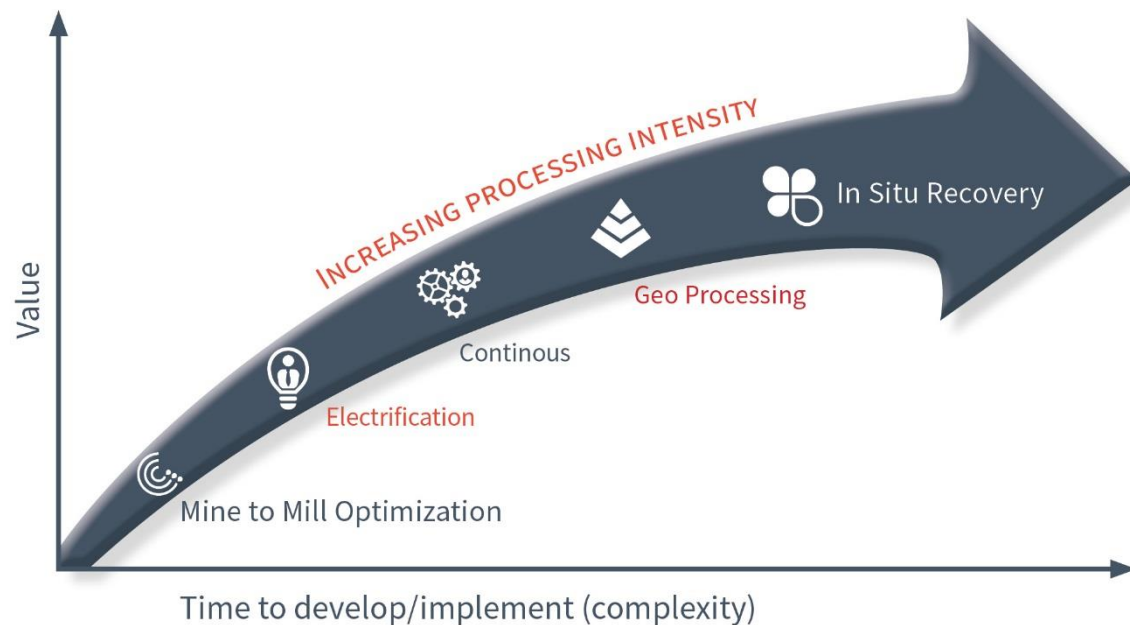 INCREASING PROCESSING INTENSITY
In Situ Recovery
Value
Geo Processing
Continous
Electrification
Mine to Mill Optimization
Time to develop/implement (complexity)